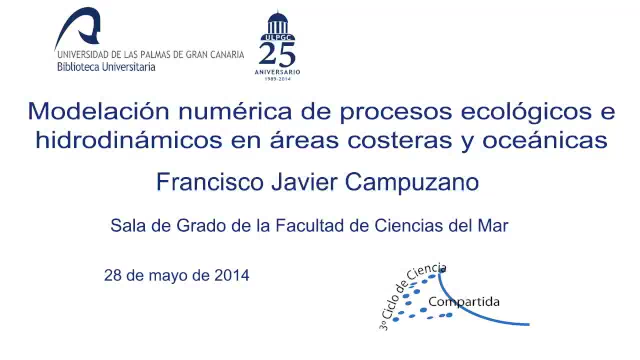 UNIVERSIDAD DE LAS PALMAS DE GRAN CANARIA
Biblioteca Universitaria
ULPGC
25
ANIVERSARIO
1989-2014
Modelación numérica de procesos ecológicos e
hidrodinámicos en áreas costeras y oceánicas
Francisco Javier Campuzano
Sala de Grado de la Facultad de Ciencias del Mar
28 de mayo de 2014
3º Ciclo de Ciencia
Compartida